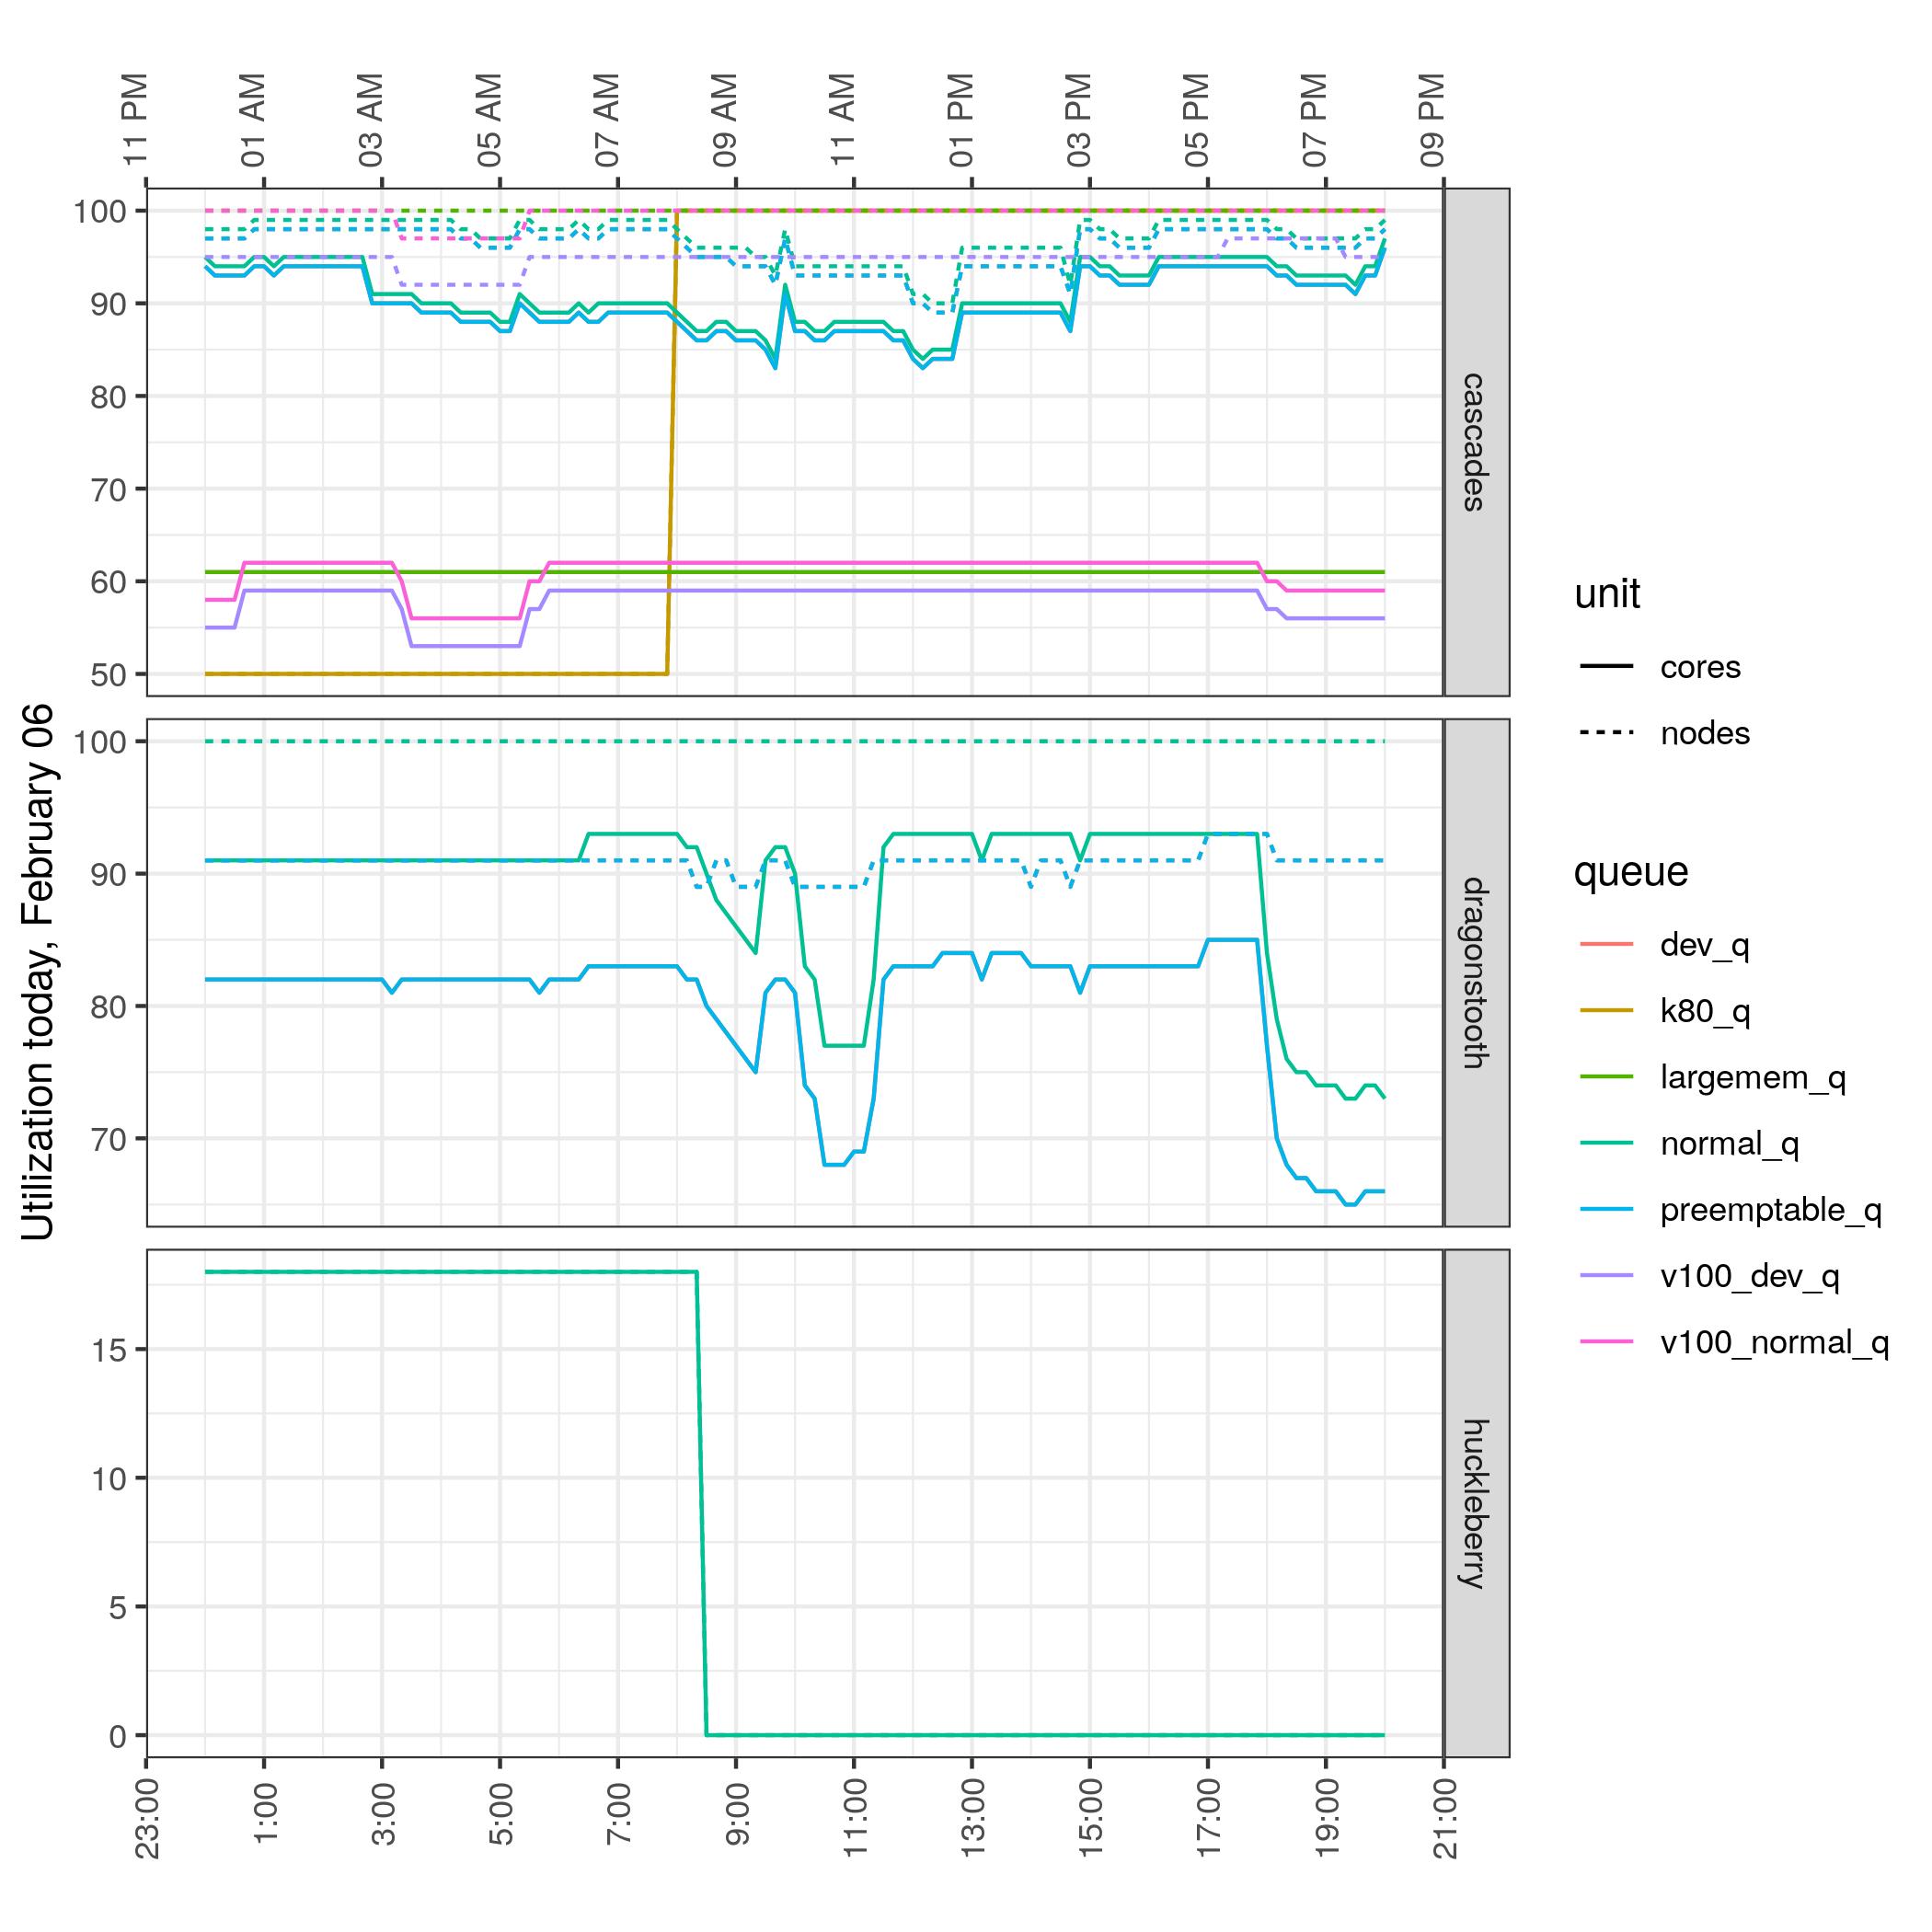 11 PM
01 AM
03 AM
05 AM
07 AM
09 AM
11 AM
01 PM
03 PM
05 PM
07 PM
09 PM
Utilization today, February 06
100
90
80
70
60
50
cascades
100
90
80
70
dragonstooth
15
10
5
0
huckleberry
23:00
1:00
3:00
5:00
7:00
9:00
11:00
13:00
15:00
17:00
19:00
21:00
unit
cores
nodes
queue
dev_q
k80_q
largemem_q
normal_q
preemptable_q
v100_dev_q
v100_normal_q